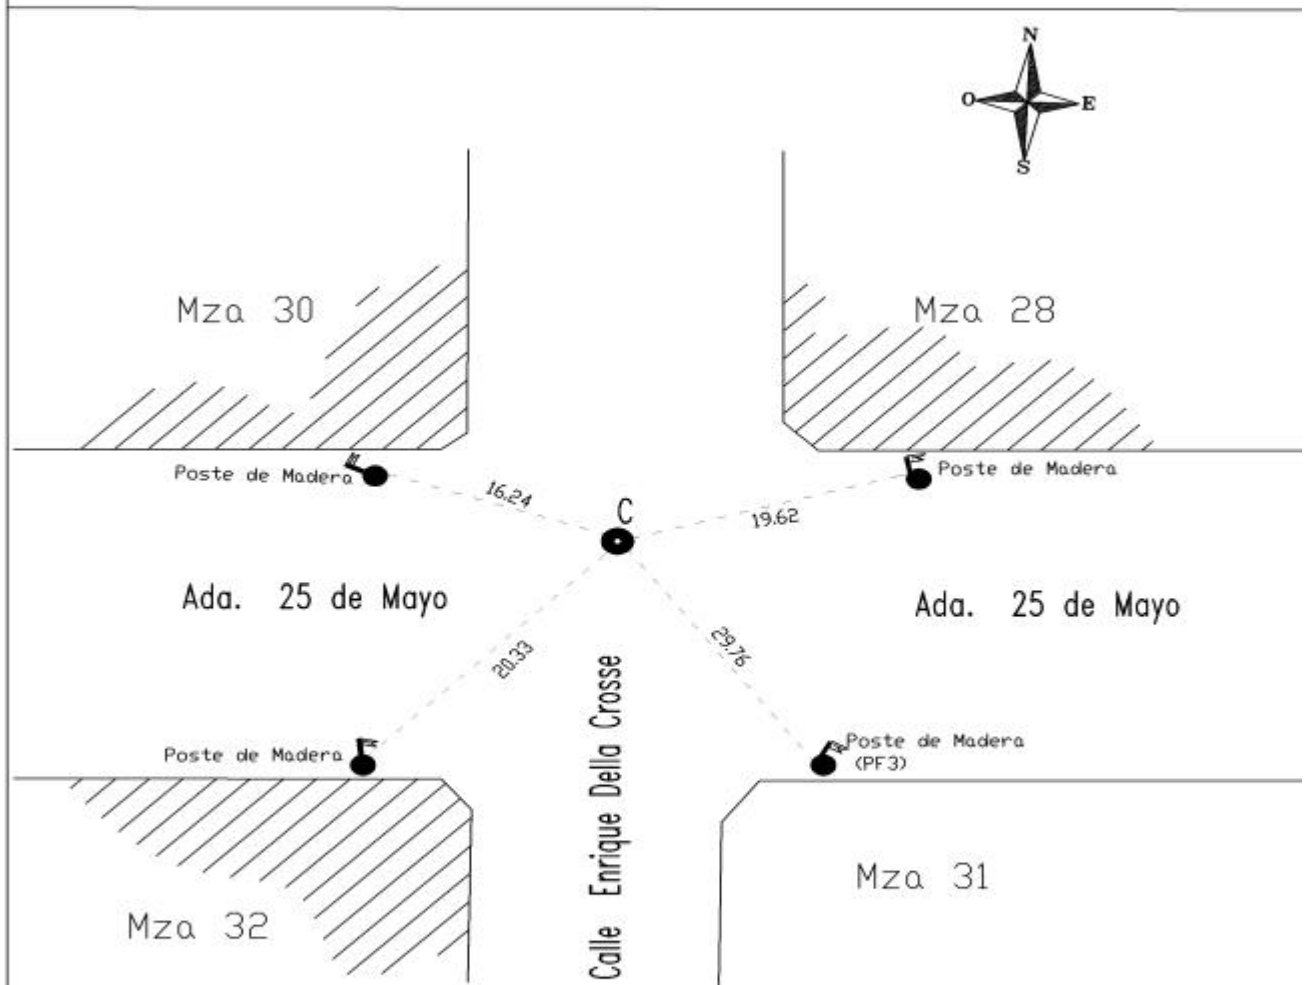 N
O E
S
Mza 30
Mza 28
Poste de Madera
Poste de Madera
16.24
C
19.62
Ada. 25 de Mayo
Ada. 25 de Mayo
20.33
29.76
Calle Enrique Della Crosse
Poste de Madera
Poste de Madera
(PF3)
Mza 31
Mza 32